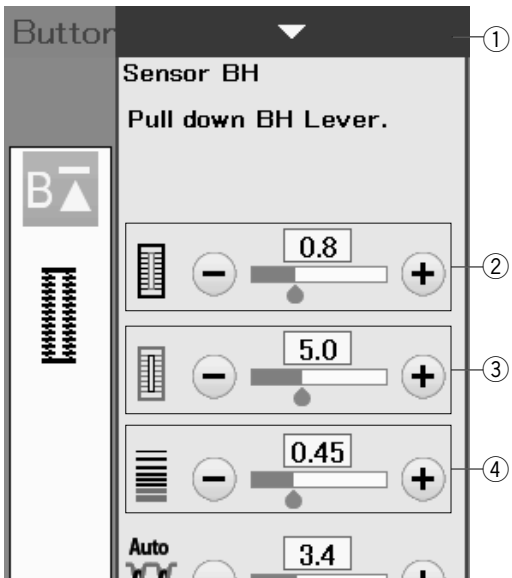 Button
①
Sensor BH
Pull down BH Lever.
B
0.8
②
5.0
③
0.45
④
Auto
3.4